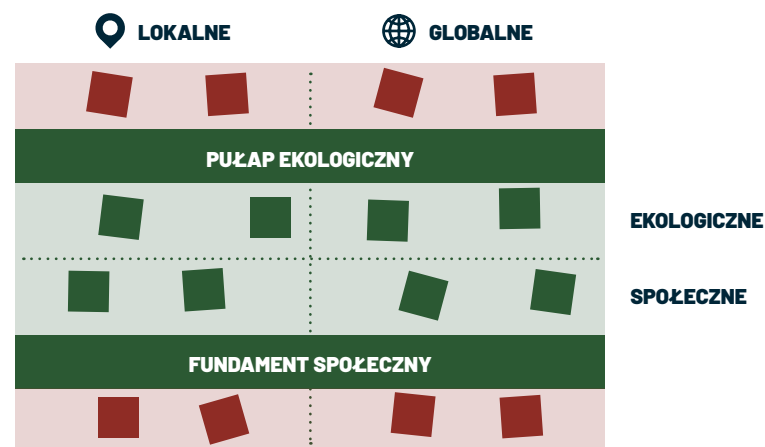 LOKALNE
GLOBALNE
PUŁAP EKOLOGICZNY
EKOLOGICZNE
SPOŁECZNE
FUNDAMENT SPOŁECZNY